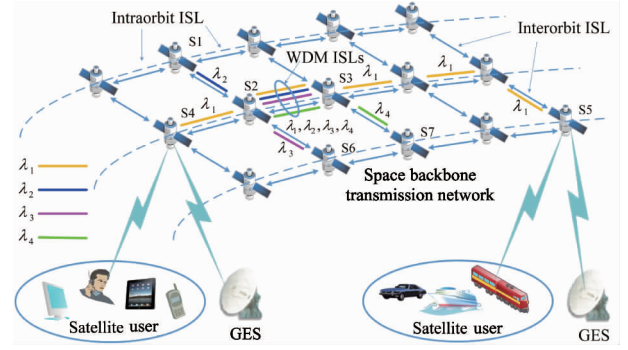 Intraorbit ISL
Interorbit ISL
S1
WDM ISLs
λ2
S2
S3
λ1
λ1
S4
λ1
λ1
S5
λ1, λ2, λ3, λ4
λ4
S7
λ3
S6
λ1
λ2
λ3
λ4
Space backbone
transmission network
Satellite user
GES
Satellite user
GES